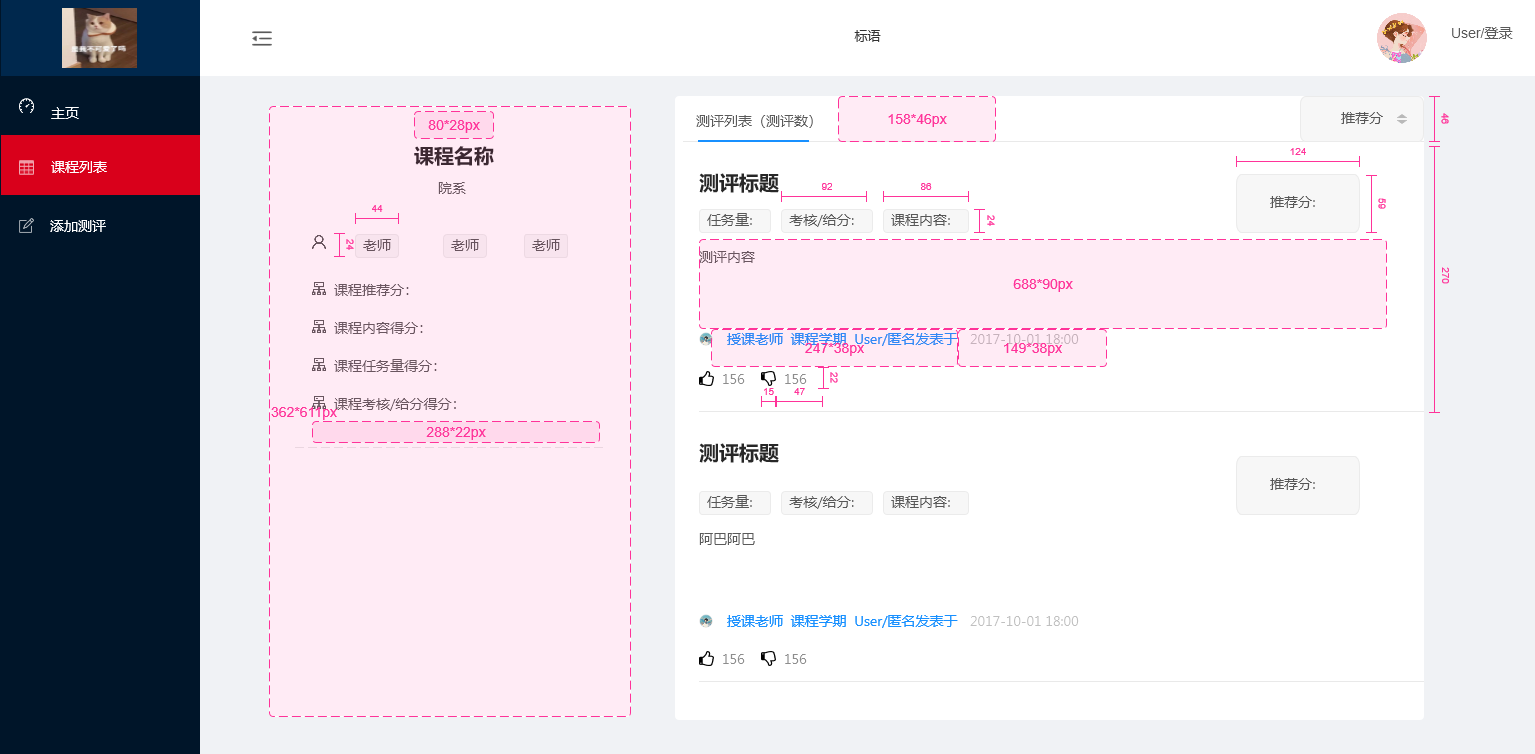 标语
User/登录
主页
课程列表
添加测评
80*28px
课程名称
院系
44
24
老师
老师
老师
课程推荐分:
课程内容得分:
课程任务量得分:
课程考核/给分得分:
362*611px
288*22px
测评列表（测评数）
158*46px
推荐分
46
测评标题
92
86
124
任务量:
考核/给分:
课程内容:
24
推荐分:
59
测评内容
688*90px
270
授课老师 课程学期 User/匿名发表于 2017-10-01 18:00
247*38px
149*38px
156
156
22
15
47
测评标题
任务量:
考核/给分:
课程内容:
推荐分:
阿巴阿巴
授课老师 课程学期 User/匿名发表于 2017-10-01 18:00
156
156